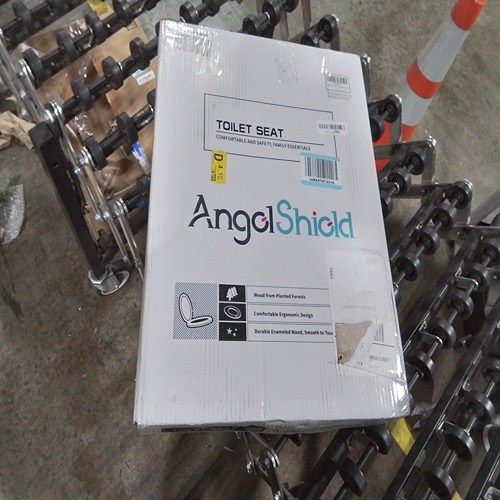 TOILET SEAT
COMFORTABLE AND SAFETY, FAMILY ESSENTIALS
D
AngelShield
Wood from Planted Forests
Comfortable Ergonomic Design
Durable Enameled Wood, Smooth to Touch